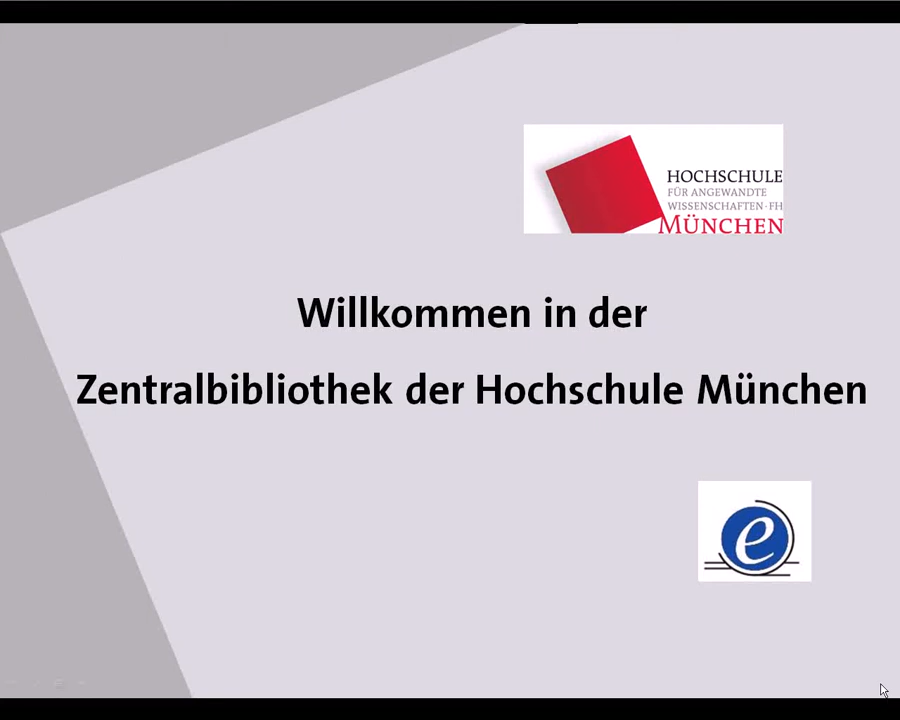 HOCHSCHULE
FÜR ANGEWANDTE
WISSENSCHAFTEN·FH
MÜNCHEN
Willkommen in der
Zentralbibliothek der Hochschule München
e